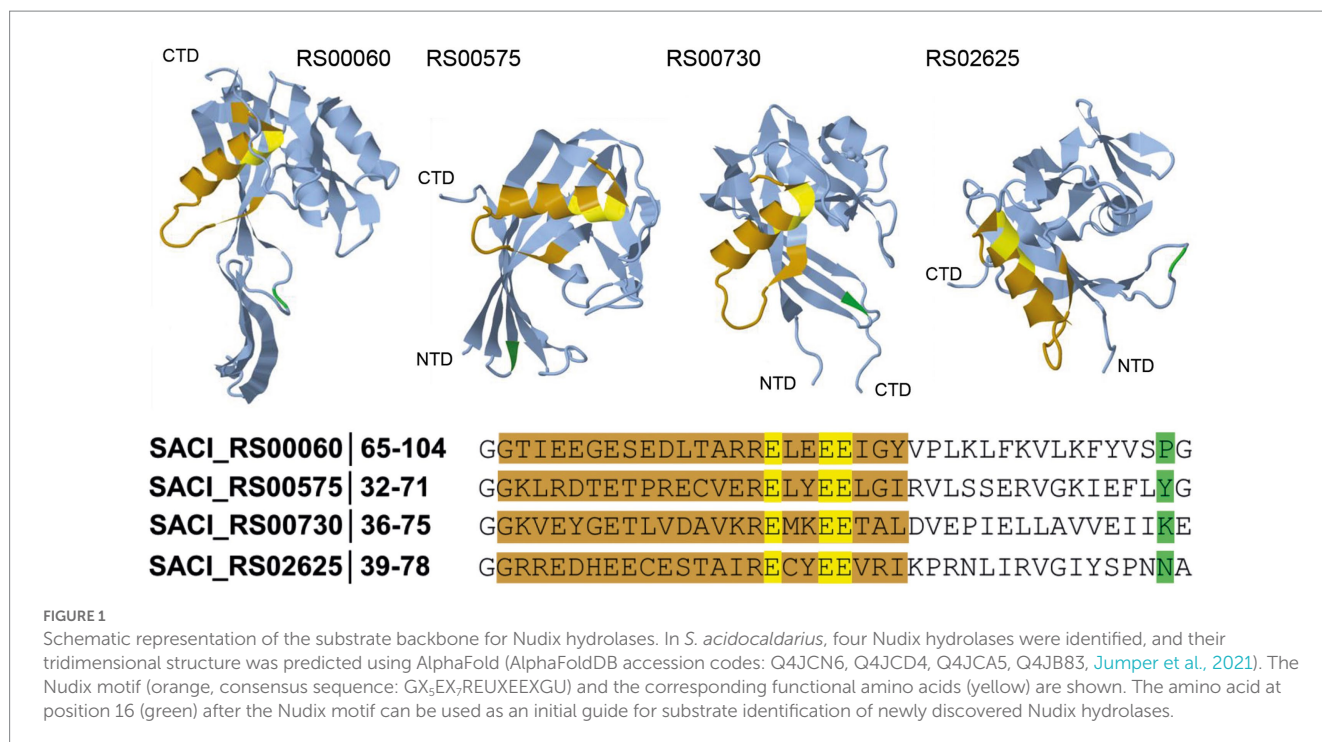 CTD
RS00060
RS00575
RS00730
RS02625
CTD
CTD
NTD
NTD
NTD
CTD
SACI_RS00060 | 65-104 GGTIEEGESEDLTARRELEEEIGYVPLKLFKVLKFYVSPG
SACI_RS00575 | 32-71 GGKLRDTETPRECVERELYEELGIRVLSSERVGKIEFLYG
SACI_RS00730 | 36-75 GGKVEYGETLVDAVKREMKEETALDVEPIELLAVVEIIKE
SACI_RS02625 | 39-78 GGRREDHEECESTAIRECYEEVRIKPRNLIRVGIYSPNNA
FIGURE 1
Schematic representation of the substrate backbone for Nudix hydrolases. In S. acidocaldarius, four Nudix hydrolases were identified, and their
tridimensional structure was predicted using AlphaFold (AlphaFoldDB accession codes: Q4JCN6, Q4JCD4, Q4JCA5, Q4JB83, Jumper et al., 2021). The
Nudix motif (orange, consensus sequence: GX₅EX₇REUXEEXGU) and the corresponding functional amino acids (yellow) are shown. The amino acid at
position 16 (green) after the Nudix motif can be used as an initial guide for substrate identification of newly discovered Nudix hydrolases.